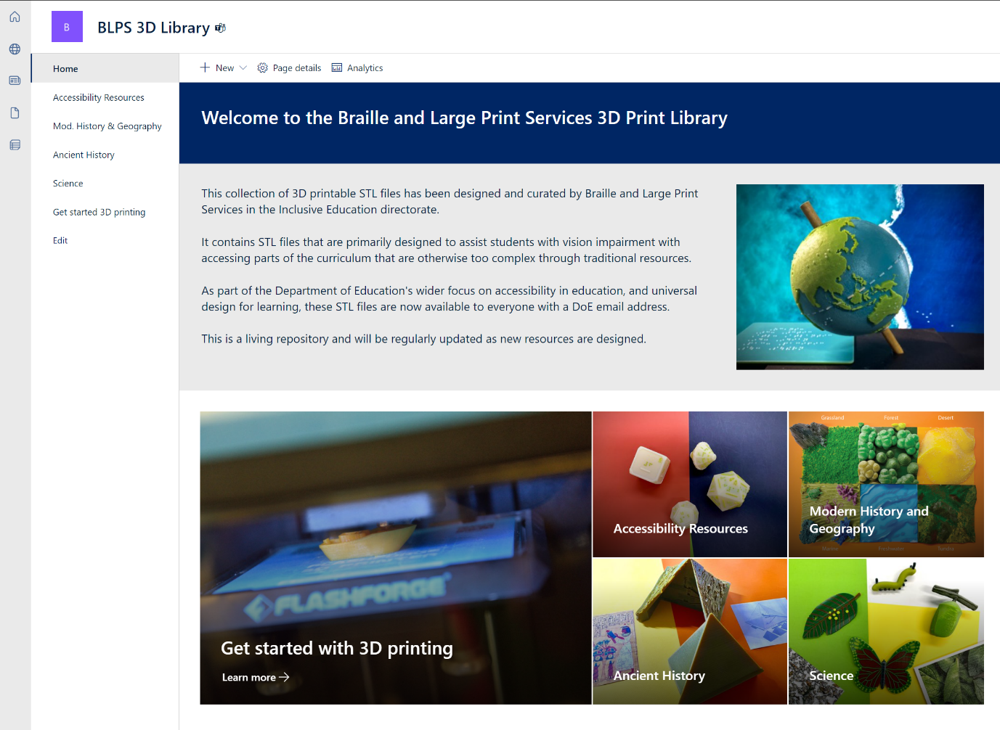 B
BLPS 3D Library
Home
Accessibility Resources
Mod. History & Geography
Ancient History
Science
Get started 3D printing
Edit
New
Page details
Analytics
Welcome to the Braille and Large Print Services 3D Print Library
This collection of 3D printable STL files has been designed and curated by Braille and Large Print
Services in the Inclusive Education directorate.
It contains STL files that are primarily designed to assist students with vision impairment with
accessing parts of the curriculum that are otherwise too complex through traditional resources.
As part of the Department of Education's wider focus on accessibility in education, and universal
design for learning, these STL files are now available to everyone with a DoE email address.
This is a living repository and will be regularly updated as new resources are designed.
FLASHFORGE
Get started with 3D printing
Learn more
Accessibility Resources
Grassland Forest Desert
Modern History and
Geography
Marine Freshwater Tundra
Ancient History
Science